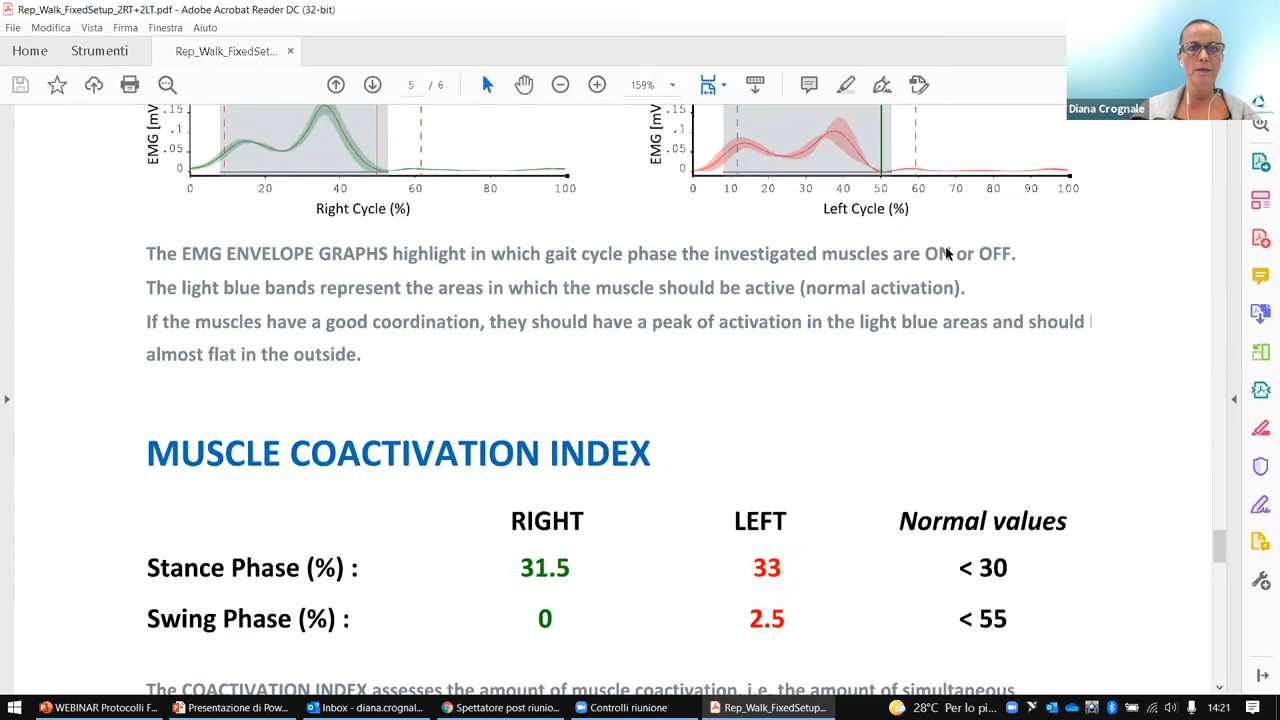 Rep_Walk_FixedSetup_2RT+2LT.pdf - Adobe Acrobat Reader DC (32-bit)
File Modifica Vista Firma Finestra Aiuto
Home Strumenti Rep_Walk_FixedSet... ×
5 / 6 159%
Diana Crognale
EMG [mV .15 .1 .05 0
0 20 40 60 80 100
Right Cycle (%)
EMG [mV .15 .1 .05 0
0 10 20 30 40 50 60 70 80 90 100
Left Cycle (%)
The EMG ENVELOPE GRAPHS highlight in which gait cycle phase the investigated muscles are ON or OFF.
The light blue bands represent the areas in which the muscle should be active (normal activation).
If the muscles have a good coordination, they should have a peak of activation in the light blue areas and should
almost flat in the outside.
MUSCLE COACTIVATION INDEX
RIGHT LEFT Normal values
Stance Phase (%) : 31.5 33 < 30
Swing Phase (%) : 0 2.5 < 55
The COACTIVATION INDEX assesses the amount of muscle coactivation, i.e. the amount of simultaneous
WEBINAR Protocolli F... Presentazione di Pow... Inbox - diana.crognal... Spettatore post riunio... Controlli riunione Rep_Walk_FixedSetup... 28°C Per lo pi... 14:21